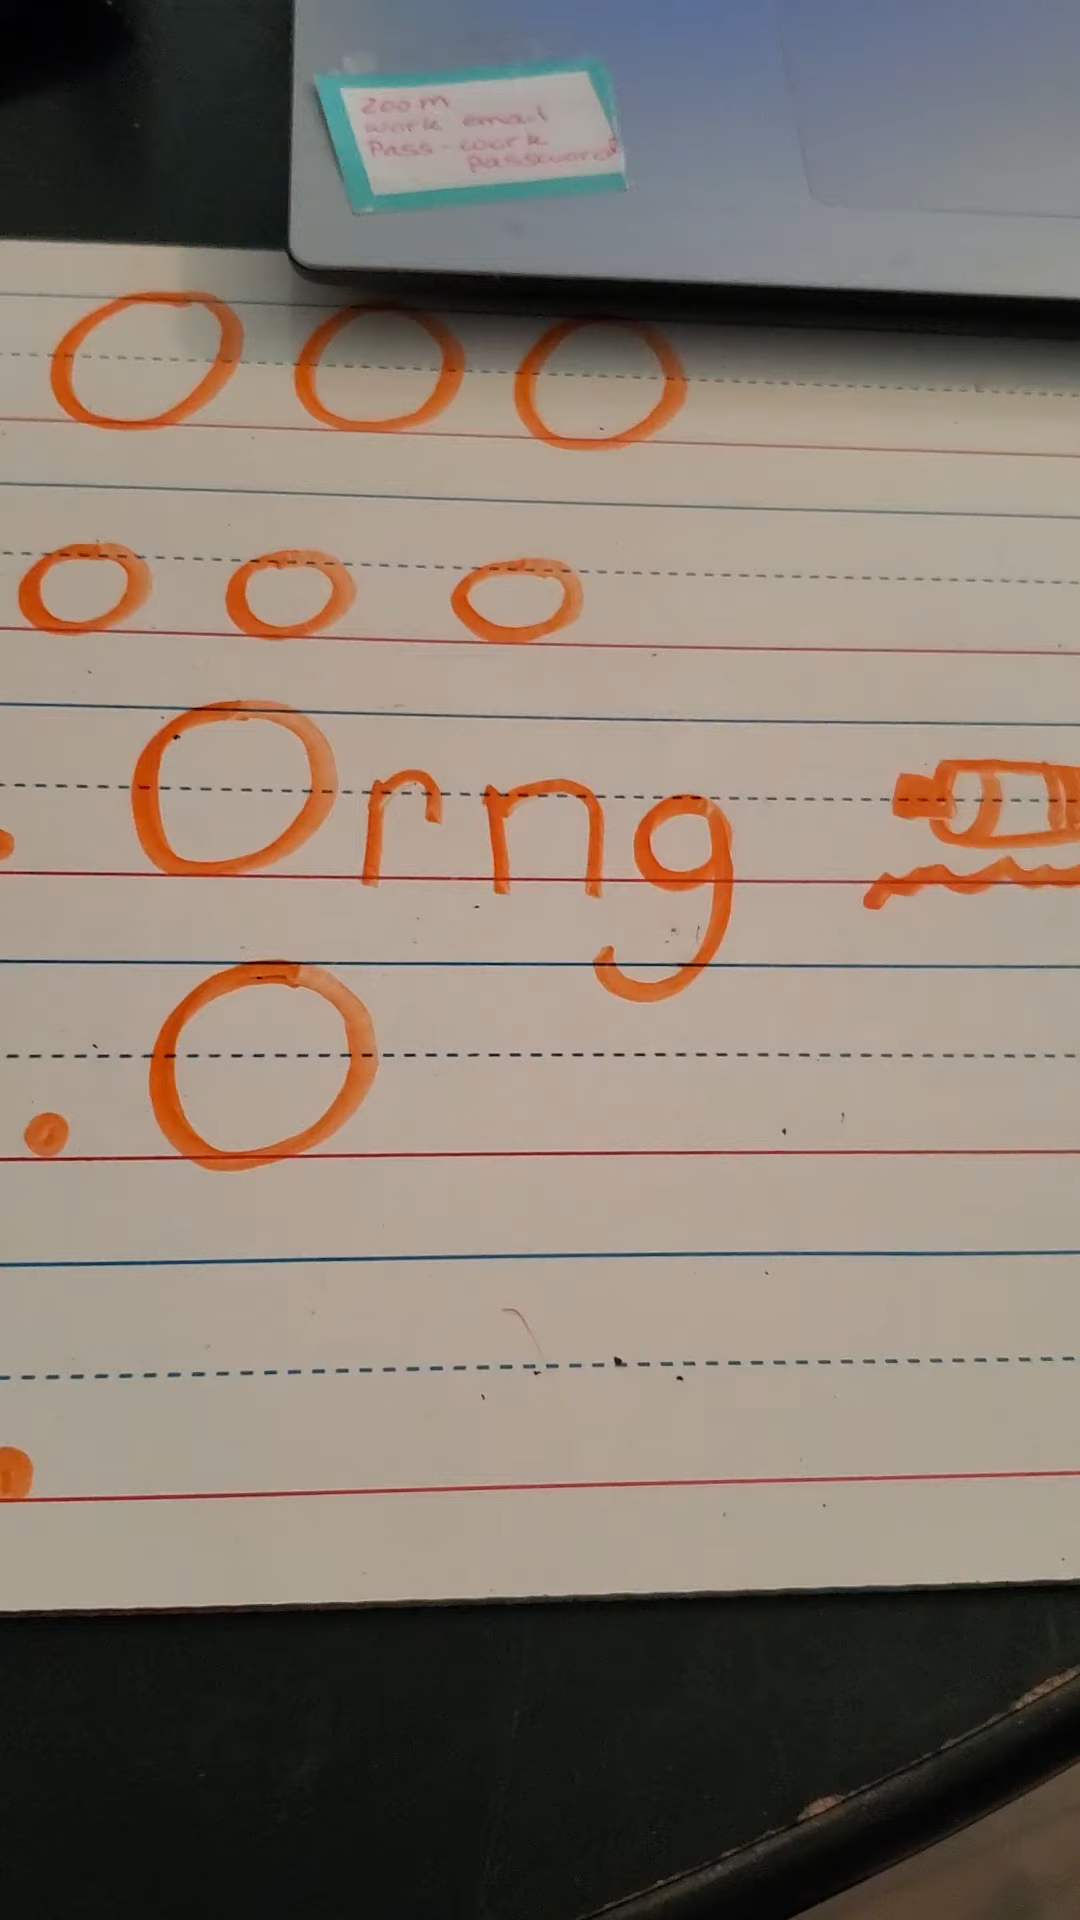 Zoom
work email
Pass-work
password
O O O
o o o
. Orng
. O
.